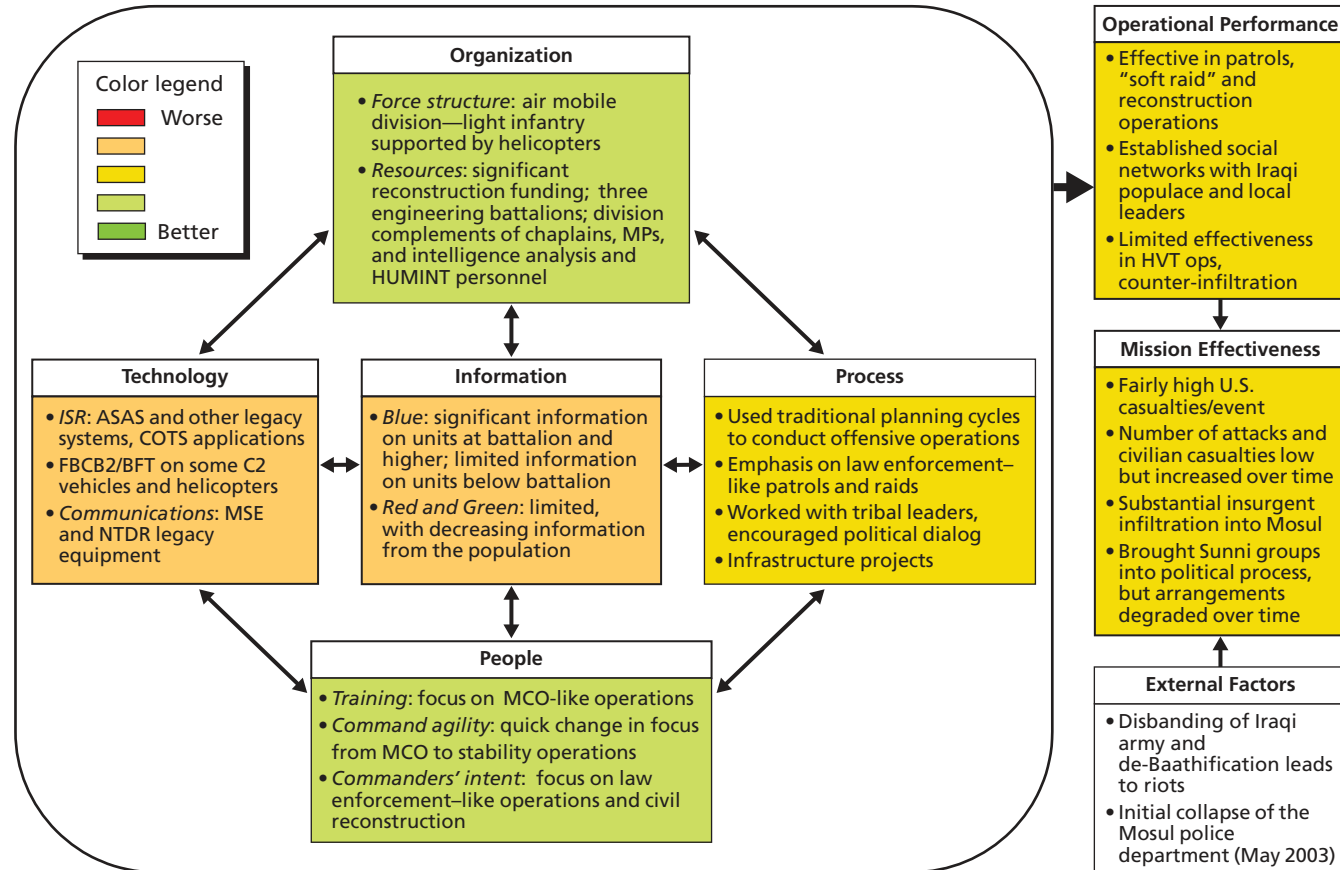 Color legend
Worse
Better
Organization
• Force structure: air mobile
division—light infantry
supported by helicopters
• Resources: significant
reconstruction funding; three
engineering battalions; division
complements of chaplains, MPs,
and intelligence analysis and
HUMINT personnel
Technology
• ISR: ASAS and other legacy
systems, COTS applications
• FBCB2/BFT on some C2
vehicles and helicopters
• Communications: MSE
and NTDR legacy
equipment
Information
• Blue: significant information
on units at battalion and
higher; limited information
on units below battalion
• Red and Green: limited,
with decreasing information
from the population
Process
• Used traditional planning cycles
to conduct offensive operations
• Emphasis on law enforcement–
like patrols and raids
• Worked with tribal leaders,
encouraged political dialog
• Infrastructure projects
People
• Training: focus on MCO-like operations
• Command agility: quick change in focus
from MCO to stability operations
• Commanders’ intent: focus on law
enforcement–like operations and civil
reconstruction
Operational Performance
• Effective in patrols,
“soft raid” and
reconstruction
operations
• Established social
networks with Iraqi
populace and local
leaders
• Limited effectiveness
in HVT ops,
counter-infiltration
Mission Effectiveness
• Fairly high U.S.
casualties/event
• Number of attacks and
civilian casualties low
but increased over time
• Substantial insurgent
infiltration into Mosul
• Brought Sunni groups
into political process,
but arrangements
degraded over time
External Factors
• Disbanding of Iraqi
army and
de-Baathification leads
to riots
• Initial collapse of the
Mosul police
department (May 2003)